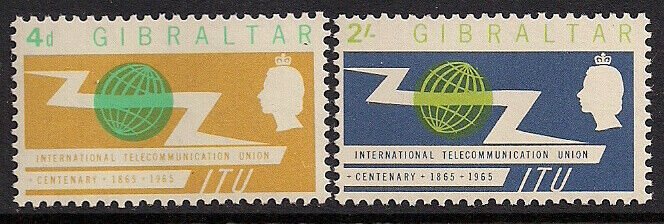 4d GIBRALTAR
INTERNATIONAL TELECOMMUNICATION UNION
+ CENTENARY + 1865 + 1965 ITU
2/- GIBRALTAR
INTERNATIONAL TELECOMMUNICATION UNION
+ CENTENARY + 1865 + 1965 ITU